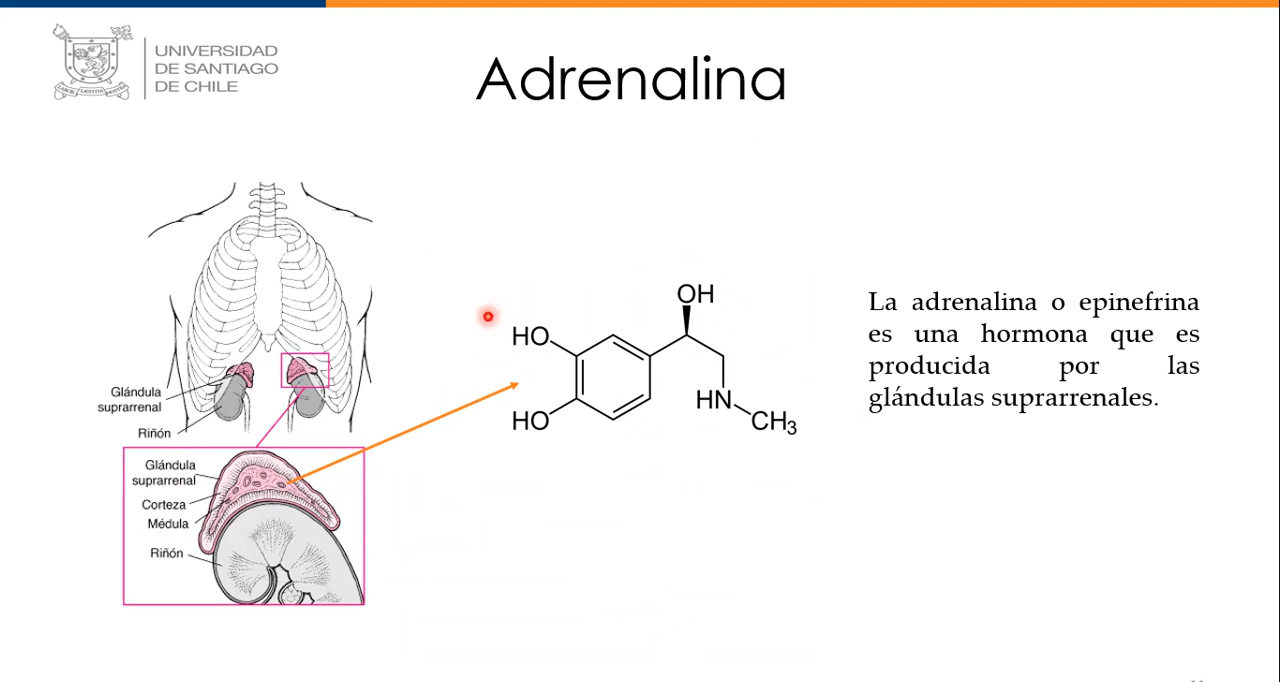 UNIVERSIDAD
DE SANTIAGO
DE CHILE
Adrenalina
Glándula
suprarrenal
Riñón
Glándula
suprarrenal
Corteza
Médula
Riñón
OH
HO
HO
HN
CH3
La adrenalina o epinefrina
es una hormona que es
producida por las
glándulas suprarrenales.